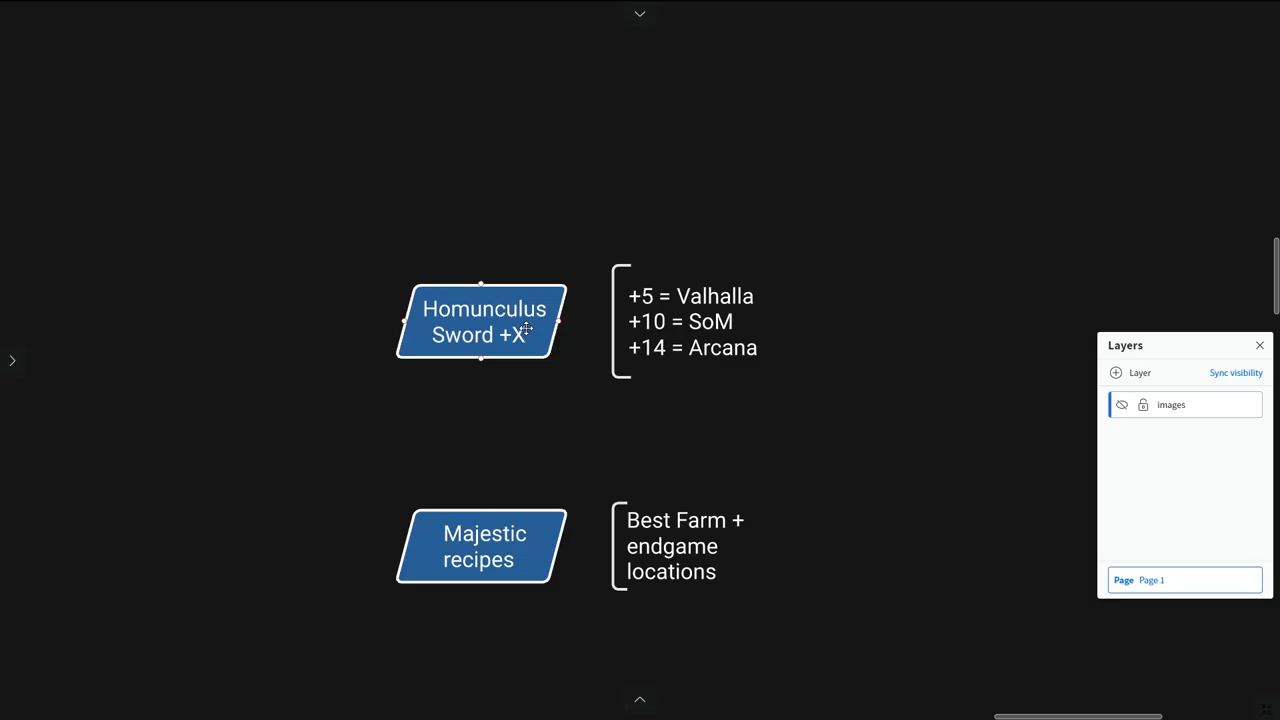 Homunculus
Sword +X
+5 = Valhalla
+10 = SoM
+14 = Arcana
Majestic
recipes
Best Farm +
endgame
locations
Layers
Layer
Sync visibility
images
Page Page 1